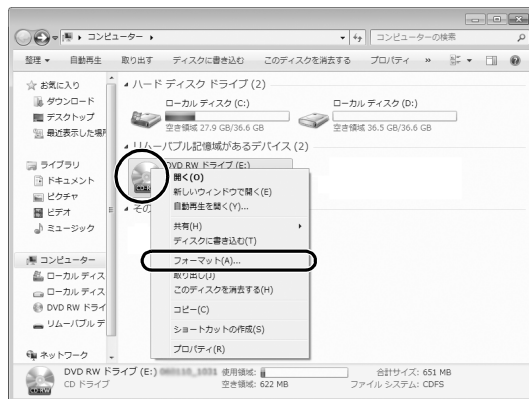 コンピューター
コンピューターの検索
整理 自動再生 取り出す ディスクに書き込む このディスクを消去する プロパティ »
お気に入り
ダウンロード
デスクトップ
最近表示した場所
ライブラリ
ドキュメント
ピクチャ
ビデオ
ミュージック
コンピューター
ローカル ディス
ローカル ディス
DVD RW ドライ
リムーバブル デ
ネットワーク
ハード ディスク ドライブ (2)
ローカル ディスク (C:)
空き領域 27.9 GB/36.6 GB
ローカル ディスク (D:)
空き領域 36.5 GB/36.6 GB
リムーバブル記憶域があるデバイス (2)
DVD RW ドライブ (E:)
CD-RW
その
開く(O)
新しいウィンドウで開く(E)
自動再生を開く(Y)...
共有(H)
ディスクに書き込む(T)
フォーマット(A)...
取り出し(J)
このディスクを消去する(H)
コピー(C)
ショートカットの作成(S)
プロパティ(R)
CD-RW
DVD RW ドライブ (E:) 使用領域: 合計サイズ: 651 MB
CD ドライブ 空き領域: 622 MB ファイル システム: CDFS